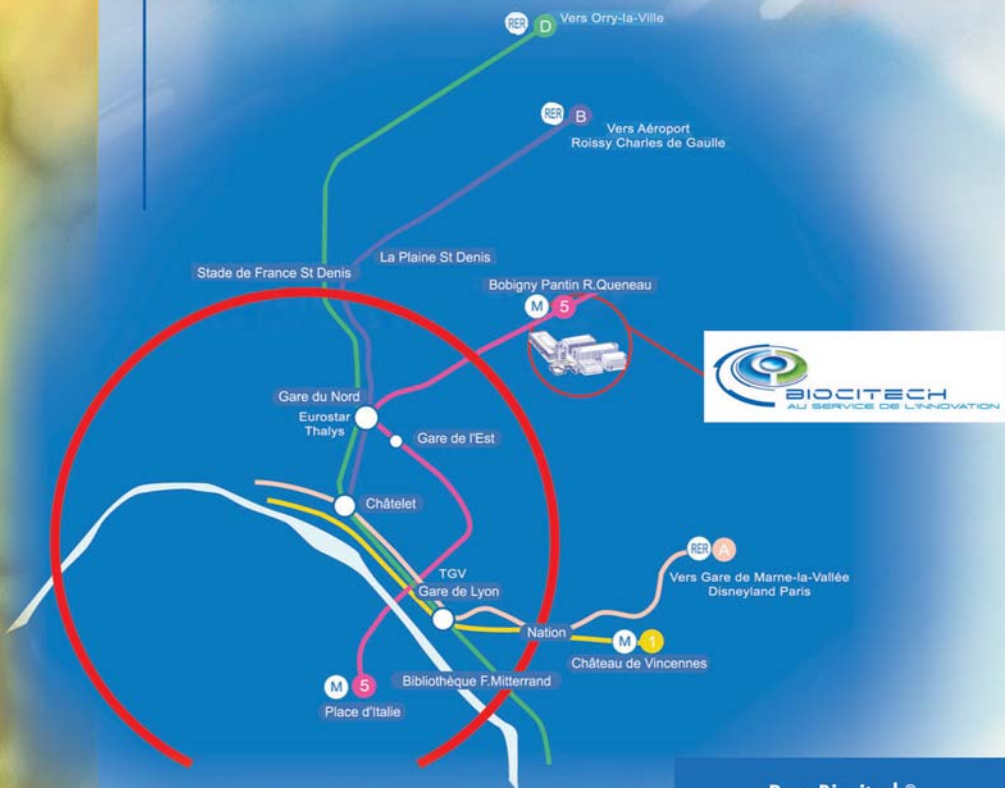 RER D Vers Orry-la-Ville
RER B
Vers Aéroport
Roissy Charles de Gaulle
La Plaine St Denis
Stade de France St Denis
Bobigny Pantin R.Queneau
M 5
BIOCITECH
AU SERVICE DE L'INNOVATION
Gare du Nord
Eurostar
Thalys
Gare de l'Est
Châtelet
RER A
Vers Gare de Marne-la-Vallée
Disneyland Paris
TGV
Gare de Lyon
Nation
M 1
Château de Vincennes
Bibliothèque F.Mitterrand
M 5
Place d'Italie